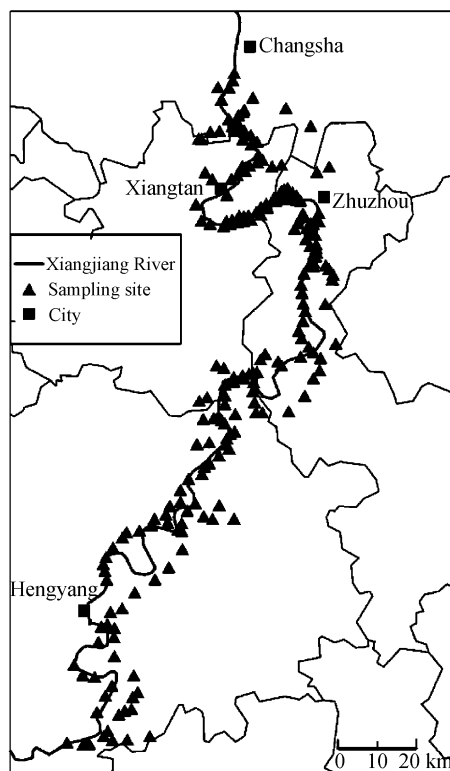 Changsha
Xiangtan
Zhuzhou
Xiangjiang River
Sampling site
City
Hengyang
0 10 20 km